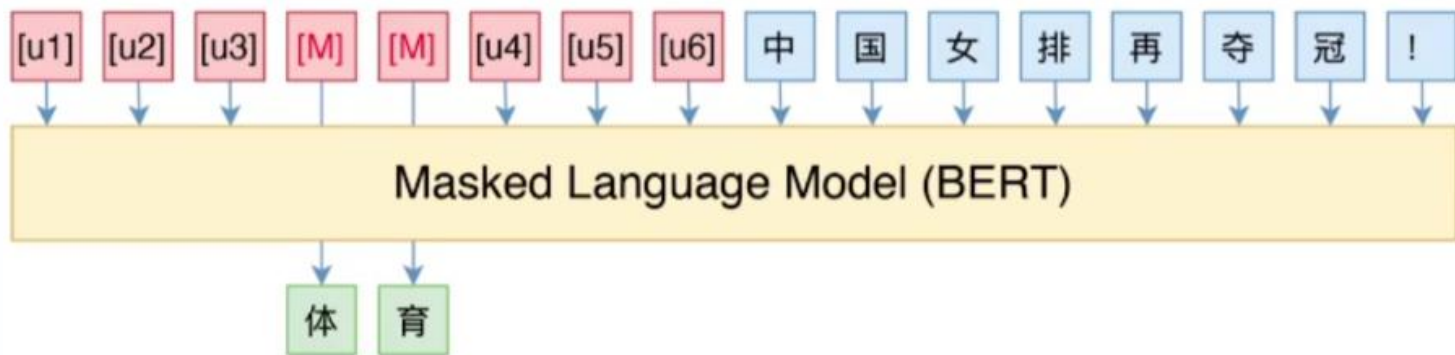 [u1] [u2] [u3] [M] [M] [u4] [u5] [u6] 中 国 女 排 再 夺 冠 !
Masked Language Model (BERT)
体 育